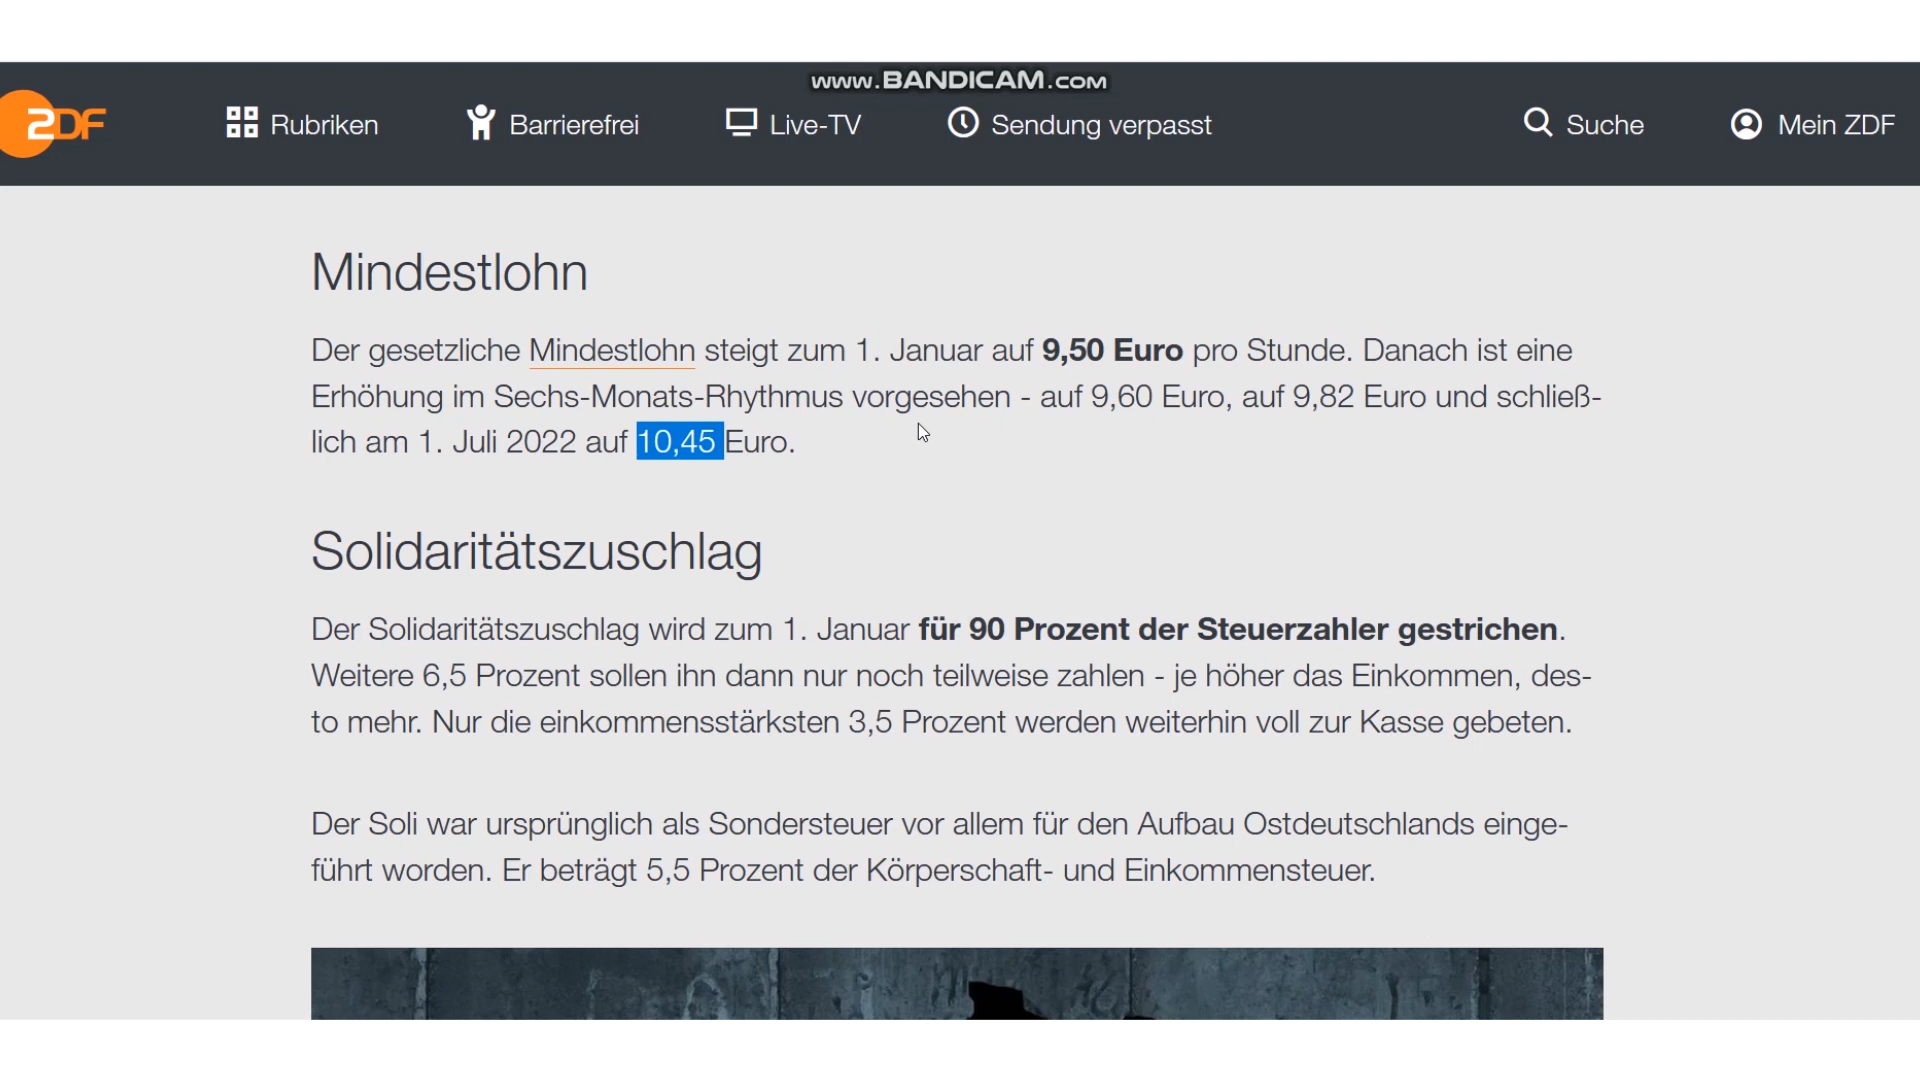 www.BANDICAM.com
ZDF
Rubriken
Barrierefrei
Live-TV
Sendung verpasst
Suche
Mein ZDF
Mindestlohn
Der gesetzliche Mindestlohn steigt zum 1. Januar auf 9,50 Euro pro Stunde. Danach ist eine
Erhöhung im Sechs-Monats-Rhythmus vorgesehen - auf 9,60 Euro, auf 9,82 Euro und schließ-
lich am 1. Juli 2022 auf 10,45 Euro.
Solidaritätszuschlag
Der Solidaritätszuschlag wird zum 1. Januar für 90 Prozent der Steuerzahler gestrichen.
Weitere 6,5 Prozent sollen ihn dann nur noch teilweise zahlen - je höher das Einkommen, des-
to mehr. Nur die einkommensstärksten 3,5 Prozent werden weiterhin voll zur Kasse gebeten.
Der Soli war ursprünglich als Sondersteuer vor allem für den Aufbau Ostdeutschlands einge-
führt worden. Er beträgt 5,5 Prozent der Körperschaft- und Einkommensteuer.